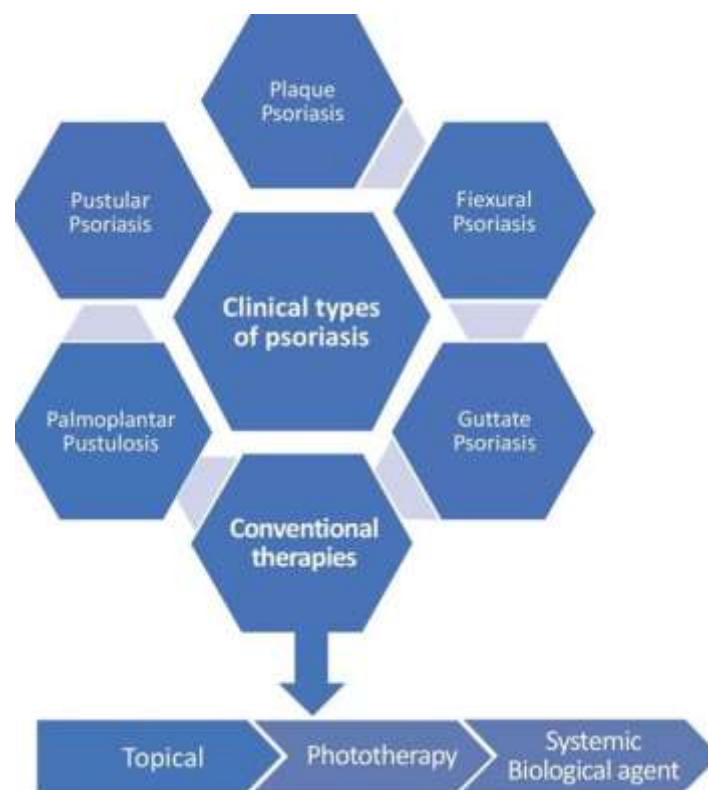 Plaque
Psoriasis
Pustular
Psoriasis
Fiexural
Psoriasis
Clinical types
of psoriasis
Palmoplantar
Pustulosis
Guttate
Psoriasis
Conventional
therapies
Topical
Phototherapy
Systemic
Biological agent